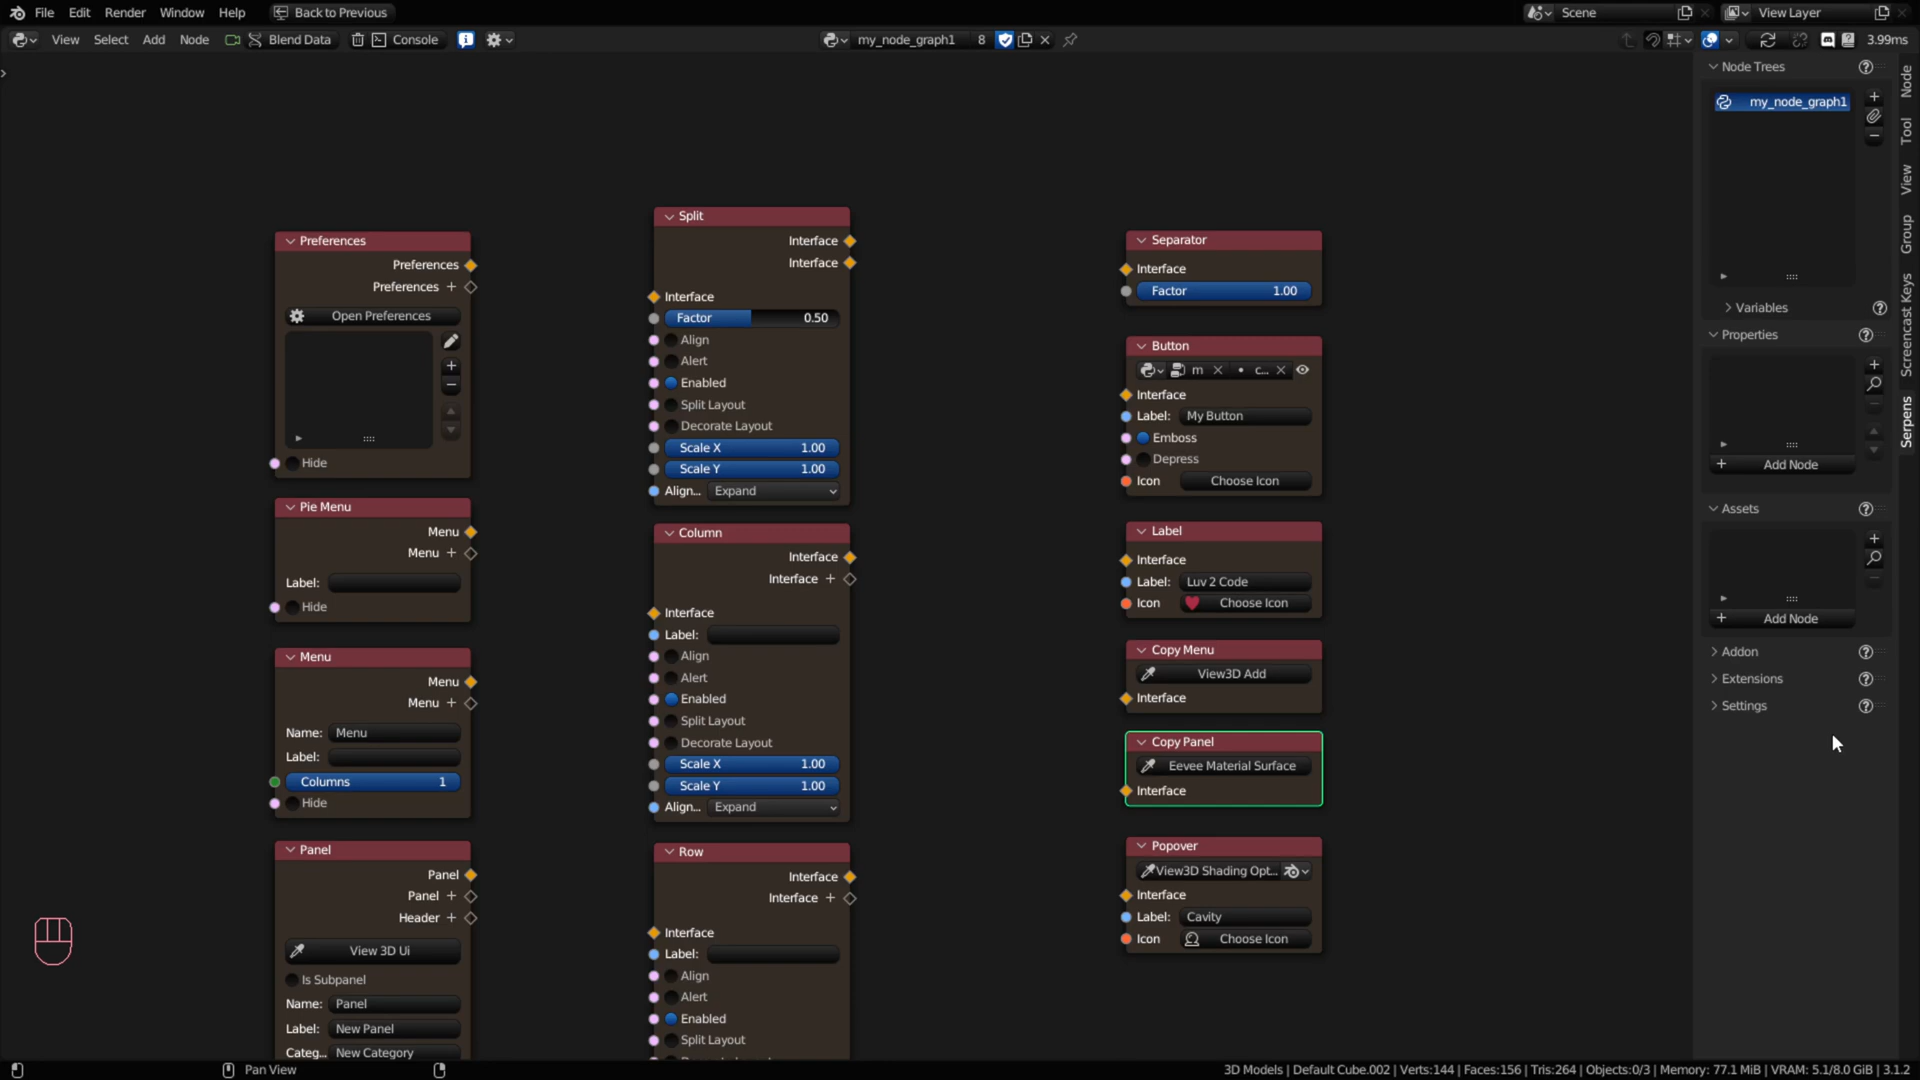 File Edit Render Window Help Back to Previous
Scene View Layer
View Select Add Node Blend Data Console
my_node_graph1 8
3.99ms
Preferences
Preferences
Preferences +
Open Preferences
Hide
Pie Menu
Menu
Menu +
Label:
Hide
Menu
Menu
Menu +
Name: Menu
Label:
Columns 1
Hide
Panel
Panel
Panel +
Header +
View 3D Ui
Is Subpanel
Name: Panel
Label: New Panel
Categ... New Category
Split
Interface
Interface
Interface
Factor 0.50
Align
Alert
Enabled
Split Layout
Decorate Layout
Scale X 1.00
Scale Y 1.00
Align... Expand
Column
Interface
Interface +
Interface
Label:
Align
Alert
Enabled
Split Layout
Decorate Layout
Scale X 1.00
Scale Y 1.00
Align... Expand
Row
Interface
Interface +
Interface
Label:
Align
Alert
Enabled
Split Layout
Separator
Interface
Factor 1.00
Button
m c...
Interface
Label: My Button
Emboss
Depress
Icon Choose Icon
Label
Interface
Label: Luv 2 Code
Icon Choose Icon
Copy Menu
View3D Add
Interface
Copy Panel
Eevee Material Surface
Interface
Popover
View3D Shading Opt...
Interface
Label: Cavity
Icon Choose Icon
Node Trees
my_node_graph1
Variables
Properties
+ Add Node
Assets
+ Add Node
Addon
Extensions
Settings
Node
Tool
View
Group
Screencast Keys
Serpens
Pan View
3D Models | Default Cube.002 | Verts:144 | Faces:156 | Tris:264 | Objects:0/3 | Memory: 77.1 MiB | VRAM: 5.1/8.0 GiB | 3.1.2